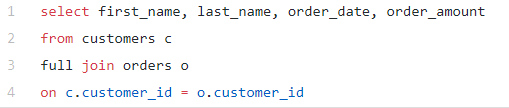 1 select first_name, last_name, order_date, order_amount
2 from customers c
3 full join orders o
4 on c.customer_id = o.customer_id